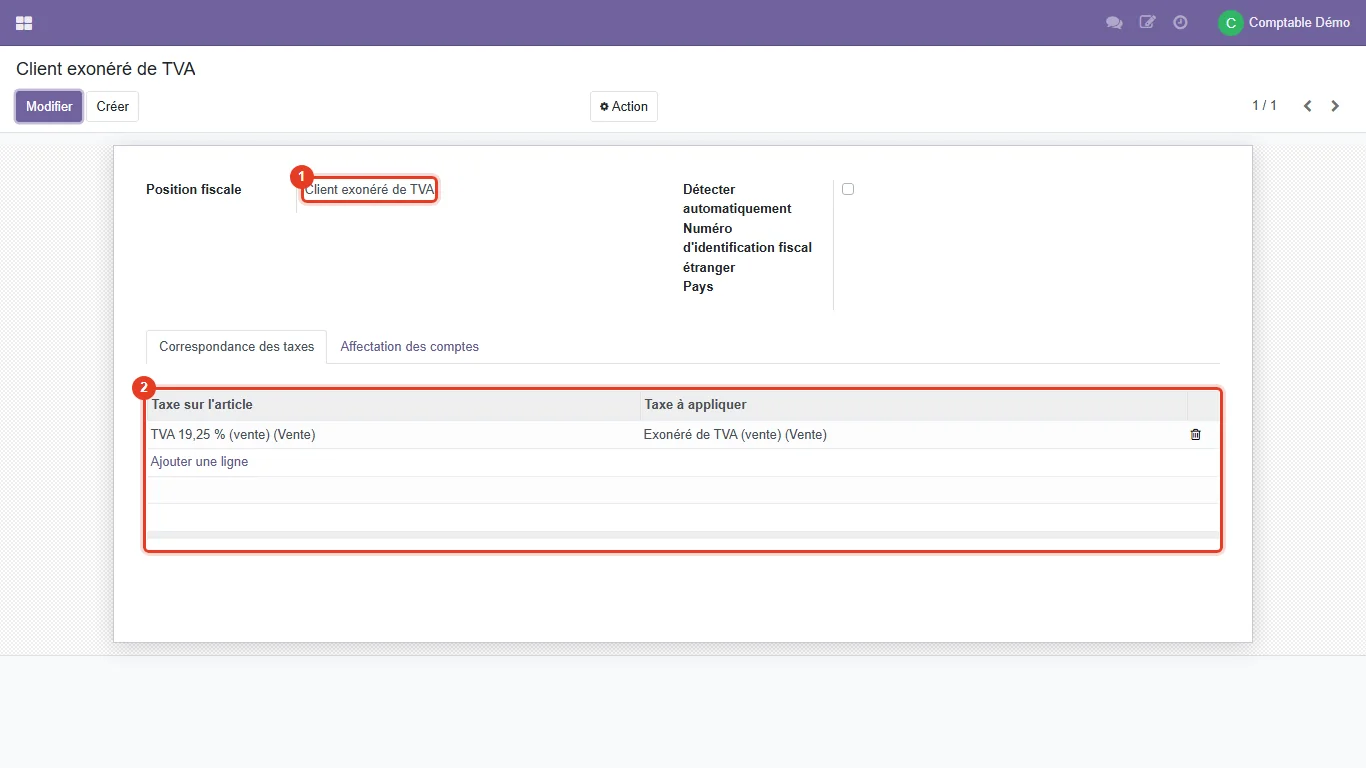 C Comptable Démo
Client exonéré de TVA
Modifier Créer Action 1 / 1
1
Position fiscale Client exonéré de TVA
Détecter
automatiquement
Numéro
d'identification fiscal
étranger
Pays
Correspondance des taxes Affectation des comptes
2
Taxe sur l'article Taxe à appliquer
TVA 19,25 % (vente) (Vente) Exonéré de TVA (vente) (Vente)
Ajouter une ligne